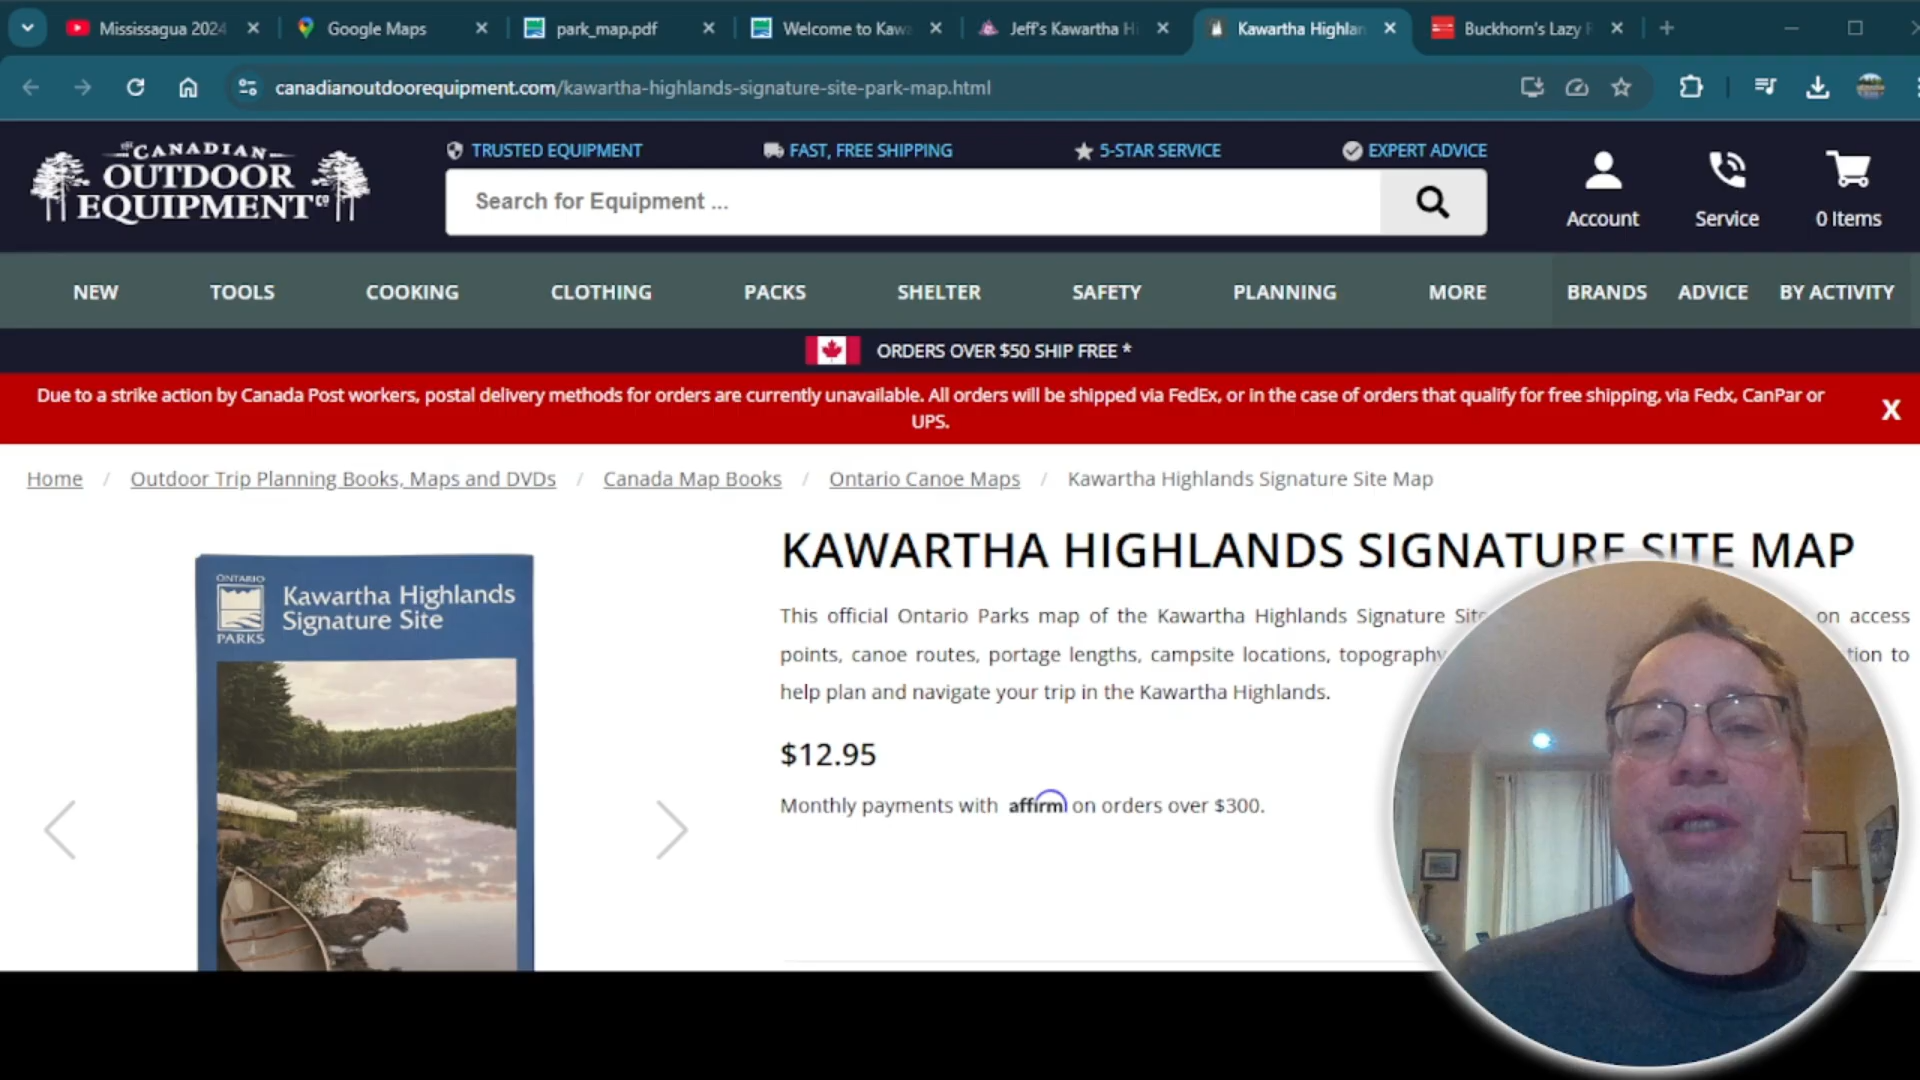 Mississagua 2024
Google Maps
park_map.pdf
Welcome to Kawa
Jeff's Kawartha Hi
Kawartha Highlan
Buckhorn's Lazy
canadianoutdoorequipment.com/kawartha-highlands-signature-site-park-map.html
THE CANADIAN OUTDOOR EQUIPMENT CO
TRUSTED EQUIPMENT
FAST, FREE SHIPPING
5-STAR SERVICE
EXPERT ADVICE
Search for Equipment ...
Account
Service
0 Items
NEW
TOOLS
COOKING
CLOTHING
PACKS
SHELTER
SAFETY
PLANNING
MORE
BRANDS
ADVICE
BY ACTIVITY
ORDERS OVER $50 SHIP FREE *
Due to a strike action by Canada Post workers, postal delivery methods for orders are currently unavailable. All orders will be shipped via FedEx, or in the case of orders that qualify for free shipping, via Fedx, CanPar or
UPS.
X
Home / Outdoor Trip Planning Books, Maps and DVDs / Canada Map Books / Ontario Canoe Maps / Kawartha Highlands Signature Site Map
ONTARIO
PARKS
Kawartha Highlands
Signature Site
KAWARTHA HIGHLANDS SIGNATURE SITE MAP
This official Ontario Parks map of the Kawartha Highlands Signature Site on access
points, canoe routes, portage lengths, campsite locations, topography tion to
help plan and navigate your trip in the Kawartha Highlands.
$12.95
Monthly payments with affirm on orders over $300.